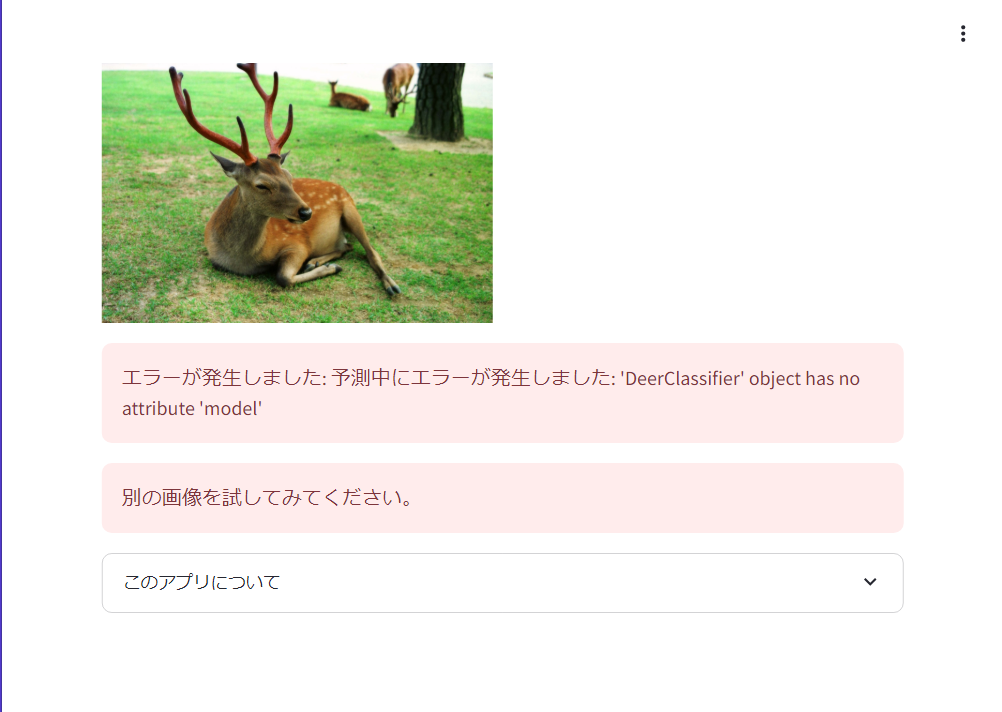 エラーが発生しました: 予測中にエラーが発生しました: 'DeerClassifier' object has no
attribute 'model'
別の画像を試してみてください。
このアプリについて